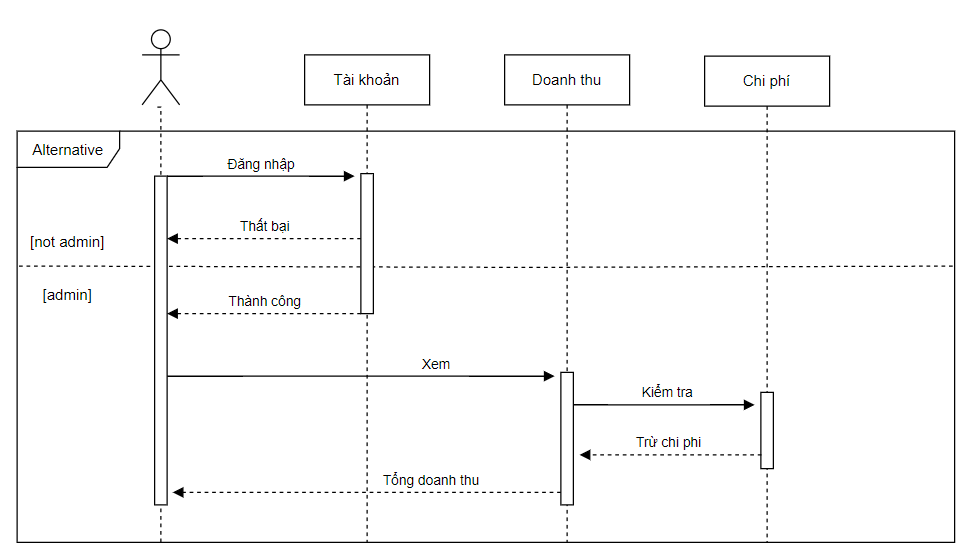 Tài khoản
Doanh thu
Chi phí
Alternative
Đăng nhập
Thất bại
[not admin]
[admin]
Thành công
Xem
Kiểm tra
Trừ chi phi
Tổng doanh thu